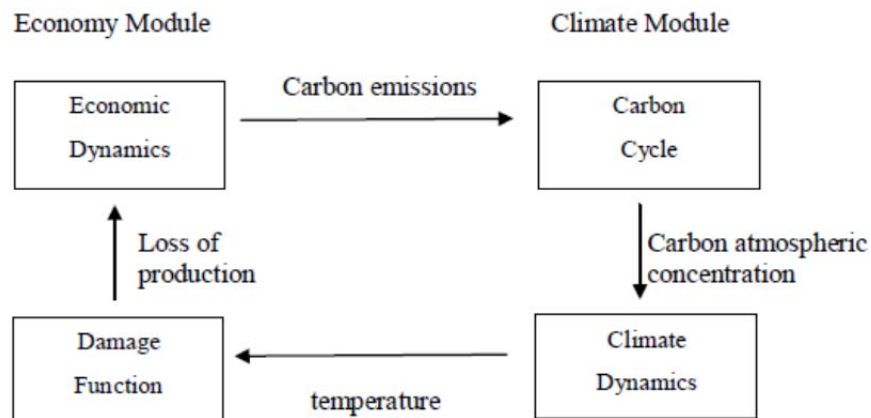 Economy Module
Climate Module
Economic
Dynamics
Carbon emissions
Carbon
Cycle
Loss of
production
Carbon atmospheric
concentration
Damage
Function
temperature
Climate
Dynamics